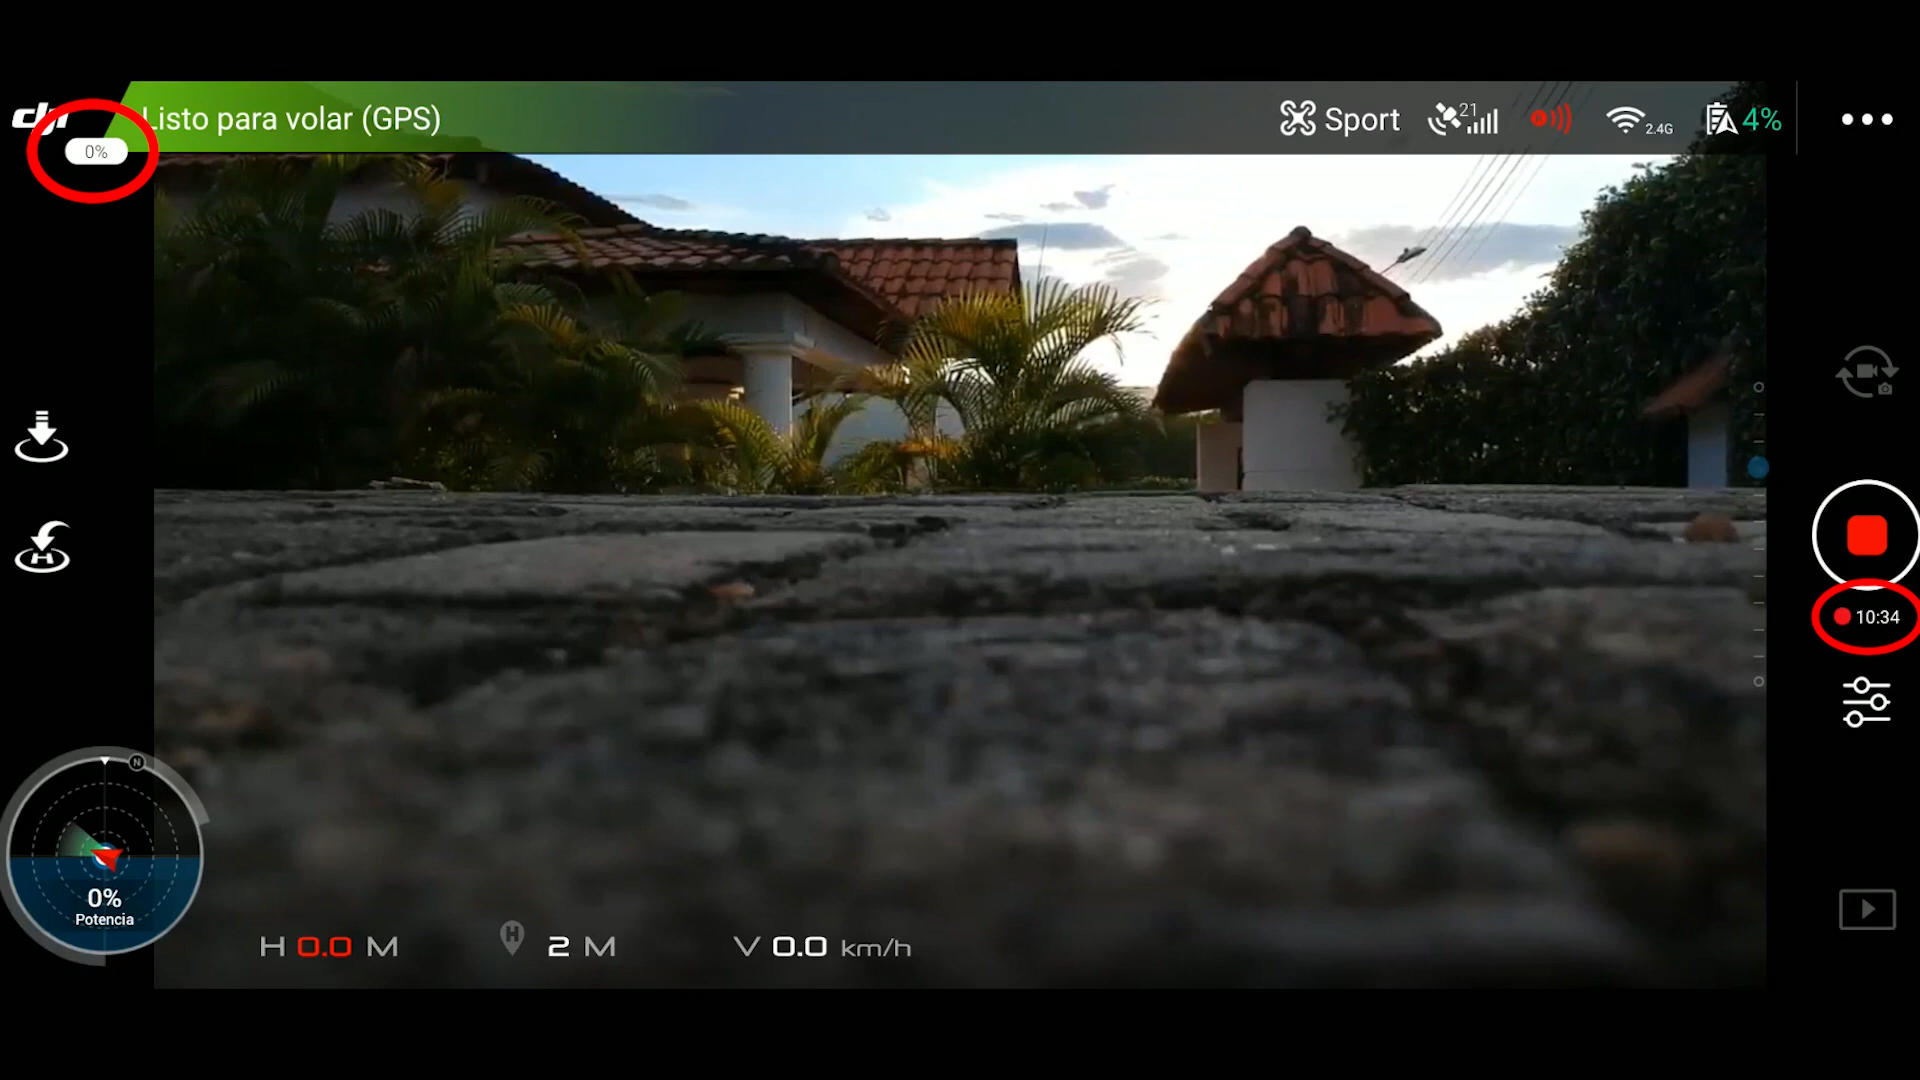 dji
Listo para volar (GPS)
Sport
21
2.4G
4%
0%
10:34
N
0%
Potencia
H 0.0 M
H 2 M
V 0.0 km/h